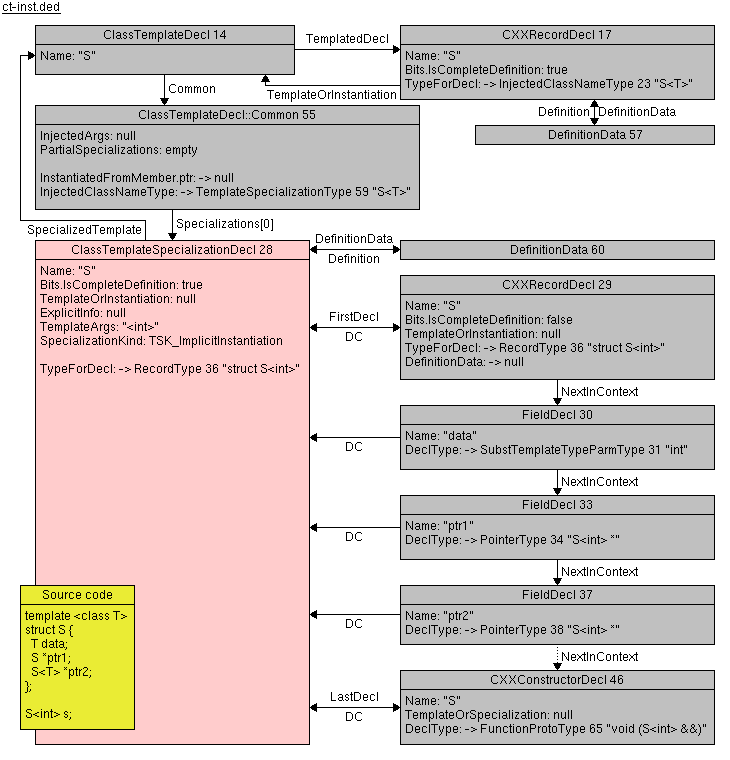 ct-inst.ded
ClassTemplateDecl 14
Name: "S"
TemplatedDecl
CXXRecordDecl 17
Name: "S"
Bits.IsCompleteDefinition: true
TypeForDecl: -> InjectedClassNameType 23 "S<T>"
TemplateOrInstantiation
Common
Definition
DefinitionData
DefinitionData 57
ClassTemplateDecl::Common 55
InjectedArgs: null
PartialSpecializations: empty
InstantiatedFromMember.ptr: -> null
InjectedClassNameType: -> TemplateSpecializationType 59 "S<T>"
SpecializedTemplate
Specializations[0]
ClassTemplateSpecializationDecl 28
Name: "S"
Bits.IsCompleteDefinition: true
TemplateOrInstantiation: null
ExplicitInfo: null
TemplateArgs: "<int>"
SpecializationKind: TSK_ImplicitInstantiation
TypeForDecl: -> RecordType 36 "struct S<int>"
DefinitionData
Definition
DefinitionData 60
FirstDecl
DC
CXXRecordDecl 29
Name: "S"
Bits.IsCompleteDefinition: false
TemplateOrInstantiation: null
TypeForDecl: -> RecordType 36 "struct S<int>"
DefinitionData: -> null
NextInContext
FieldDecl 30
Name: "data"
DeclType: -> SubstTemplateTypeParmType 31 "int"
DC
NextInContext
FieldDecl 33
Name: "ptr1"
DeclType: -> PointerType 34 "S<int> *"
DC
NextInContext
FieldDecl 37
Name: "ptr2"
DeclType: -> PointerType 38 "S<int> *"
DC
NextInContext
LastDecl
DC
CXXConstructorDecl 46
Name: "S"
TemplateOrSpecialization: null
DeclType: -> FunctionProtoType 65 "void (S<int> &&)"
Source code
template <class T>
struct S {
T data;
S *ptr1;
S<T> *ptr2;
};
S<int> s;